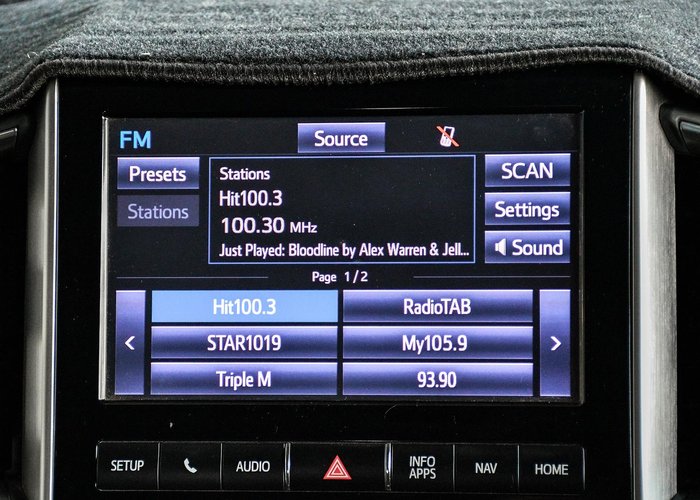 FM
Source
Presets
Stations
Stations
Hit100.3
100.30 MHz
Just Played: Bloodline by Alex Warren & Jell...
SCAN
Settings
Sound
Page 1/2
Hit100.3
RadioTAB
STAR1019
My105.9
Triple M
93.90
SETUP
AUDIO
INFO
APPS
NAV
HOME